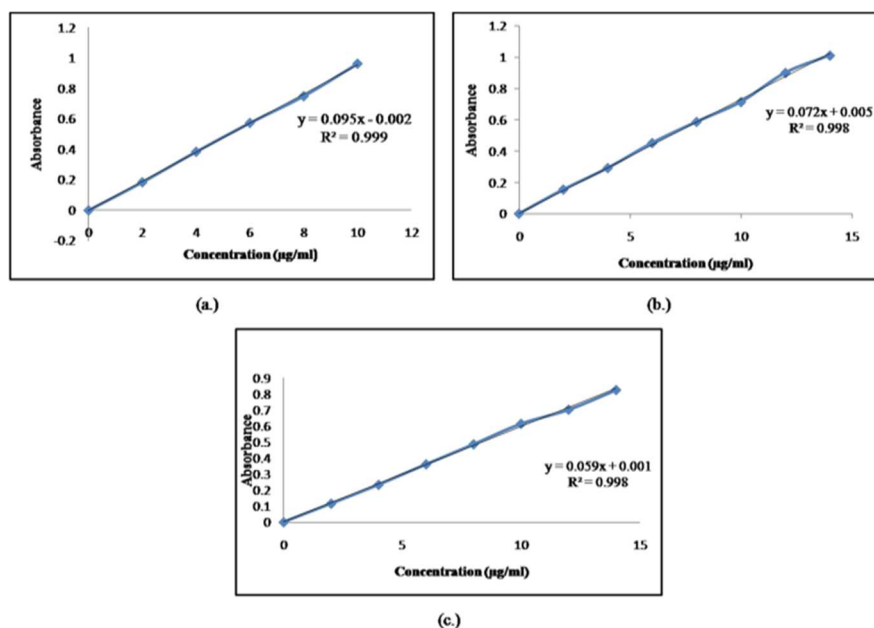 1.2
1
0.8
0.6
0.4
0.2
0
-0.2
0 2 4 6 8 10 12
Absorbance
Concentration (µg/ml)
y = 0.095x - 0.002
R² = 0.999
(a.)
1.2
1
0.8
0.6
0.4
0.2
0
0 5 10 15
Absorbance
Concentration (µg/ml)
y = 0.072x + 0.005
R² = 0.998
(b.)
0.9
0.8
0.7
0.6
0.5
0.4
0.3
0.2
0.1
0
0 5 10 15
Absorbance
Concentration (µg/ml)
y = 0.059x + 0.001
R² = 0.998
(c.)